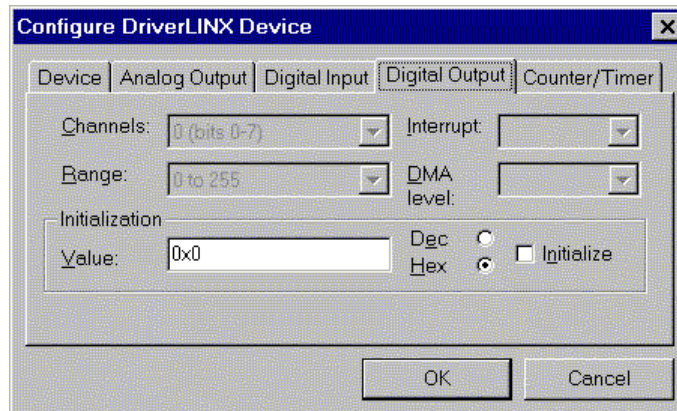 Configure DriverLINX Device
Device Analog Output Digital Input Digital Output Counter/Timer
Channels: 0 (bits 0-7) Interrupt:
Range: 0 to 255 DMA level:
Initialization
Value: 0x0 Dec Hex Initialize
OK Cancel